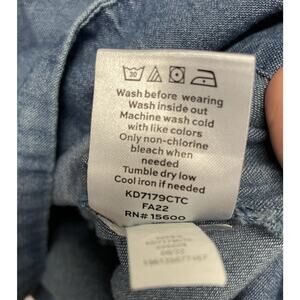 30
Wash before wearing
Wash inside out
Machine wash cold
with like colors
Only non-chlorine
bleach when
needed
Tumble dry low
Cool iron if needed
KD7179CTC
FA22
RN# 15600